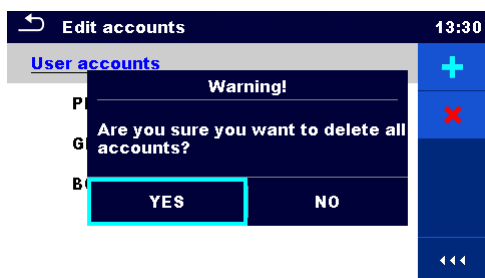 Edit accounts 13:30
User accounts
Warning!
Are you sure you want to delete all
accounts?
YES NO